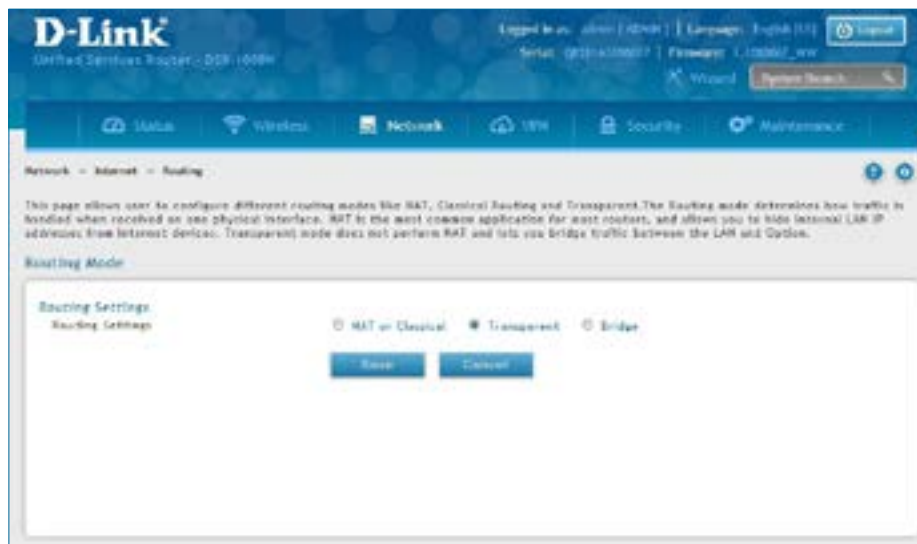 D-Link
Logged in as: admin ( ADMIN ) | Language: English [US]
Logout
Unified Services Router - DSR-1000N
Serial: | Firmware:
Wizard
System Search
Status
Wireless
Network
VPN
Security
Maintenance
Network » Internet » Routing
This page allows user to configure different routing modes like NAT, Classical Routing and Transparent.The Routing mode determines how traffic is
handled when received on one physical interface. NAT is the most common application for most routers, and allows you to hide internal LAN IP
addresses from internet devices. Transparent mode does not perform NAT and lets you bridge traffic between the LAN and Option.
Routing Mode
Routing Settings
Routing Settings
NAT or Classical
Transparent
Bridge
Save
Cancel